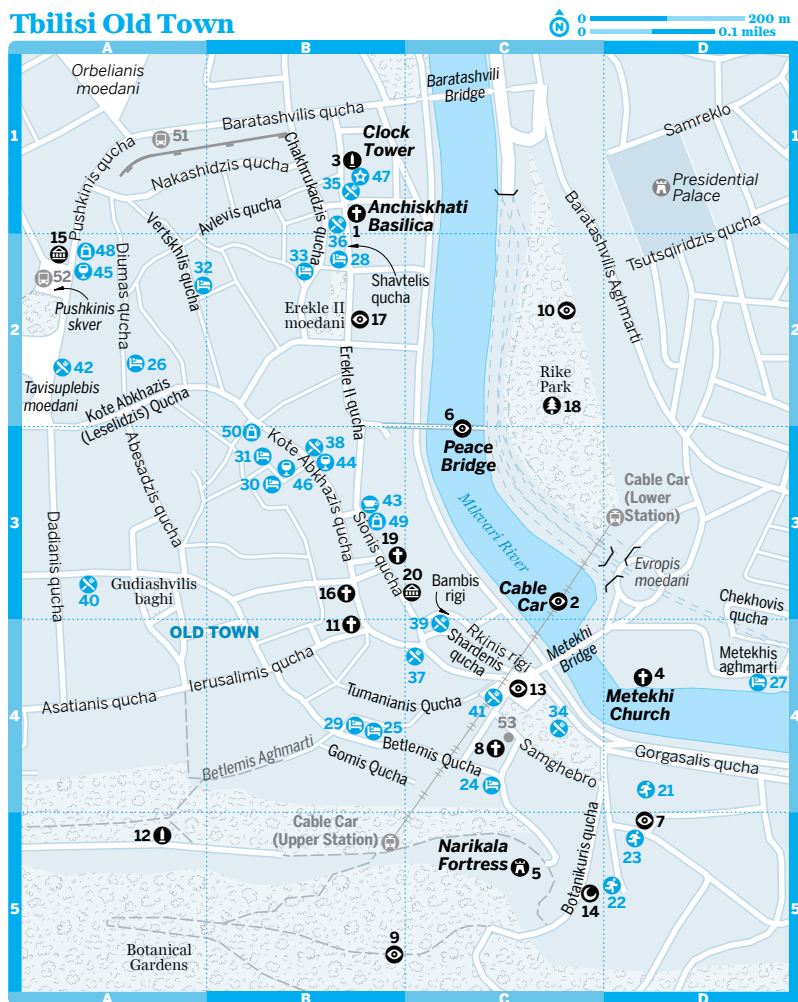 Tbilisi Old Town
N
0 200 m
0 0.1 miles
A B C D
Orbelianis
moedani
Baratashvili
Bridge
1 1
Baratashvilis qucha
51
Pushkinis qucha
Clock
Tower
3
Samreklo
Nakashidzis qucha
Chakhrukadzis qucha
35
47
Presidential
Palace
Vertskhlis qucha
Avlevis qucha
Anchiskhati
Basilica
1
Baratashvilis Aghmarti
Tsutsqiridzis qucha
15
48
Diumas qucha
36
45
52
32
33
28
Shavtelis
qucha
Pushkinis
skver
Erekle II
moedani
17
10
2 2
42
26
Tavisuplebis
moedani
Erekle II qucha
Rike
Park
18
Kote Abkhazis
(Leselidzis) Qucha
6
Peace
Bridge
50
Kote Abkhazis qucha
38
31
44
46
30
Abesadzis qucha
Cable Car
(Lower
Station)
Mtkvari River
43
49
3 3
Sionis qucha
19
Dadianis qucha
Evropis
moedani
40
Gudiashvilis
baghi
16
20
Bambis
rigi
Cable
Car
2
Chekhovis
qucha
OLD TOWN
11
39
Rkinis rigi
Shardenis
qucha
Metekhi
Bridge
Metekhis
aghmarti
37
Ierusalimis qucha
4
27
Metekhi
Church
Asatianis qucha
Tumanianis Qucha
13
41
34
4 4
29
25
53
8
Betlemis Aghmarti
Betlemis Qucha
Gomis Qucha
Samghebro
Gorgasalis qucha
24
21
Cable Car
(Upper Station)
7
12
23
Narikala
Fortress
5
Botanikuris qucha
22
14
5 5
Botanical
Gardens
9
A B C D